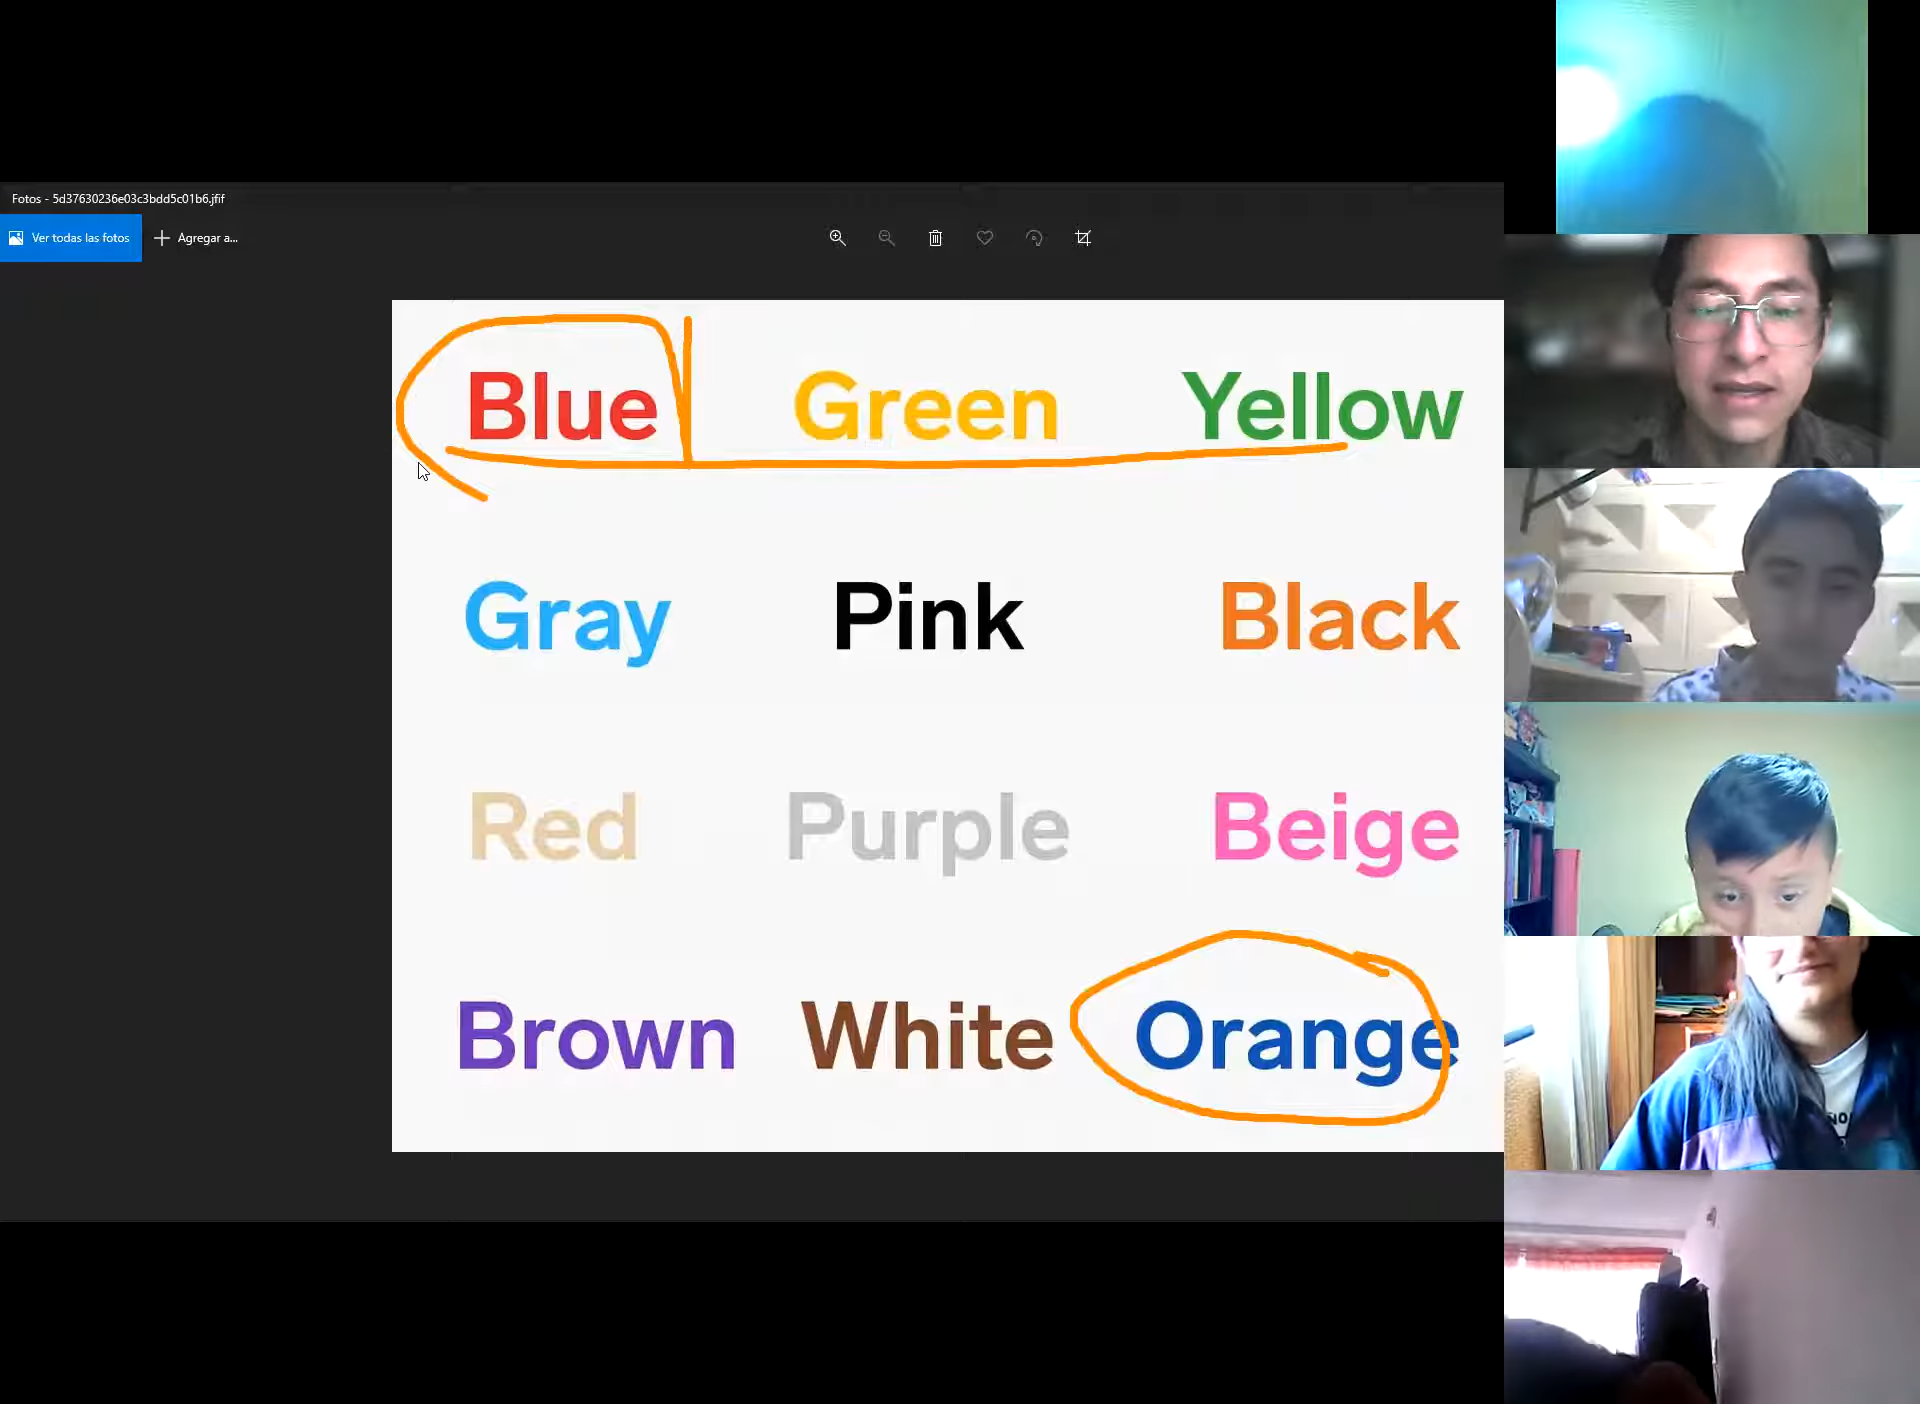 Fotos - 5d37630236e03c3bdd5c01b6.jfif
Ver todas las fotos Agregar a...
Blue Green Yellow
Gray Pink Black
Red Purple Beige
Brown White Orange